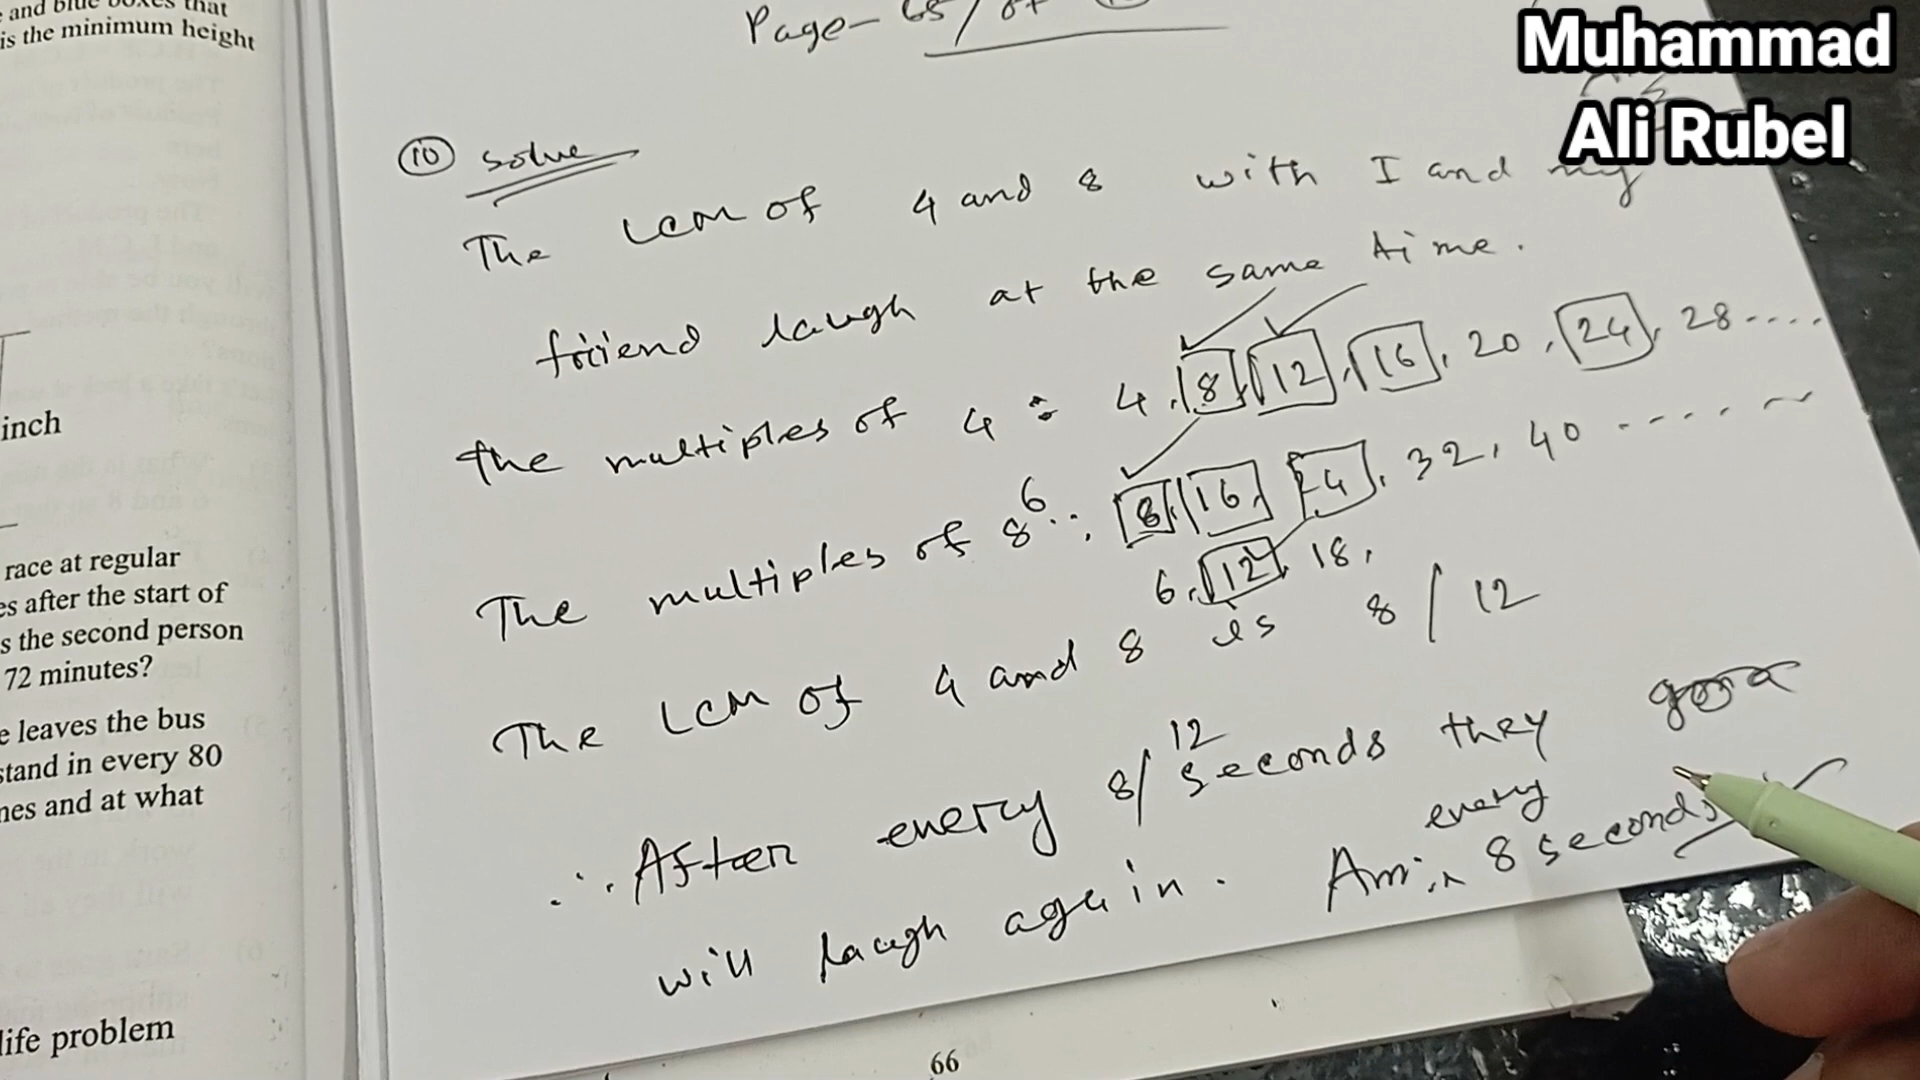 and blue boxes that
is the minimum height
inch
race at regular
es after the start of
s the second person
72 minutes?
e leaves the bus
stand in every 80
nes and at what
life problem
Page-65/
Muhammad
Ali Rubel
10 solve
The LCM of 4 and 8 with I and my
friend laugh at the same time.
the multiples of 4 : 4, 8, 12, 16, 20, 24, 28....
6
The multiples of 8 : 8, 16, 24, 32, 40 ......
6, 12, 18,
The LCM of 4 and 8 is 8 / 12
12
∴ After every 8/ seconds they
every
will laugh again. Ans: 8 seconds
66